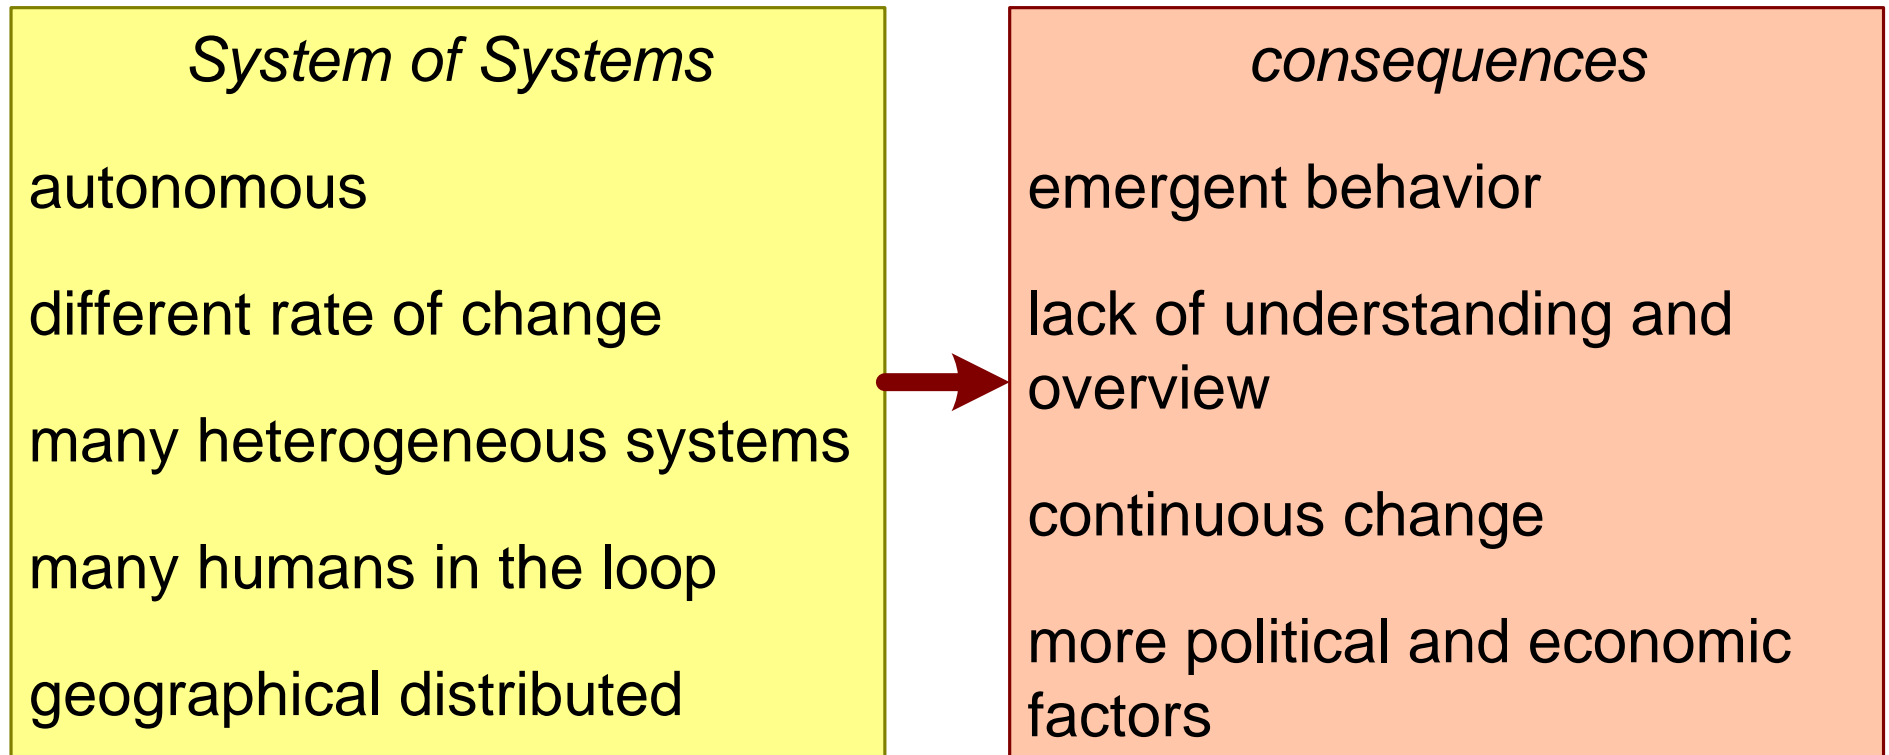 System of Systems
autonomous
different rate of change
many heterogeneous systems
many humans in the loop
geographical distributed
consequences
emergent behavior
lack of understanding and
overview
continuous change
more political and economic
factors